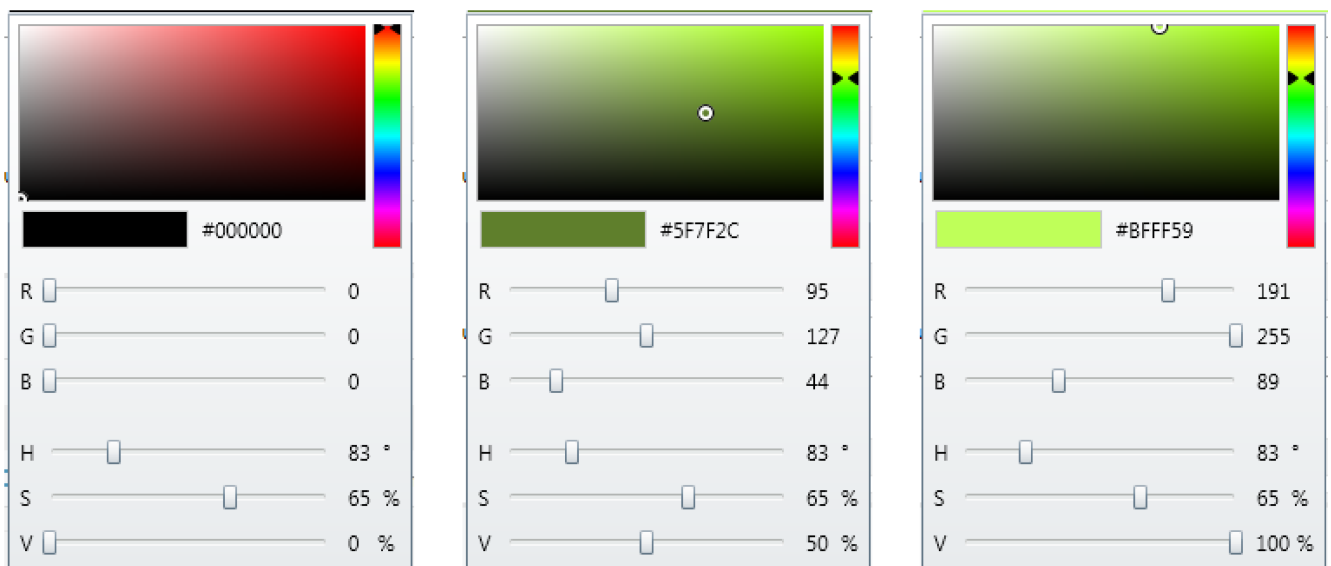 #000000
R 0
G 0
B 0
H 83 °
S 65 %
V 0 %
#5F7F2C
R 95
G 127
B 44
H 83 °
S 65 %
V 50 %
#BFFF59
R 191
G 255
B 89
H 83 °
S 65 %
V 100 %